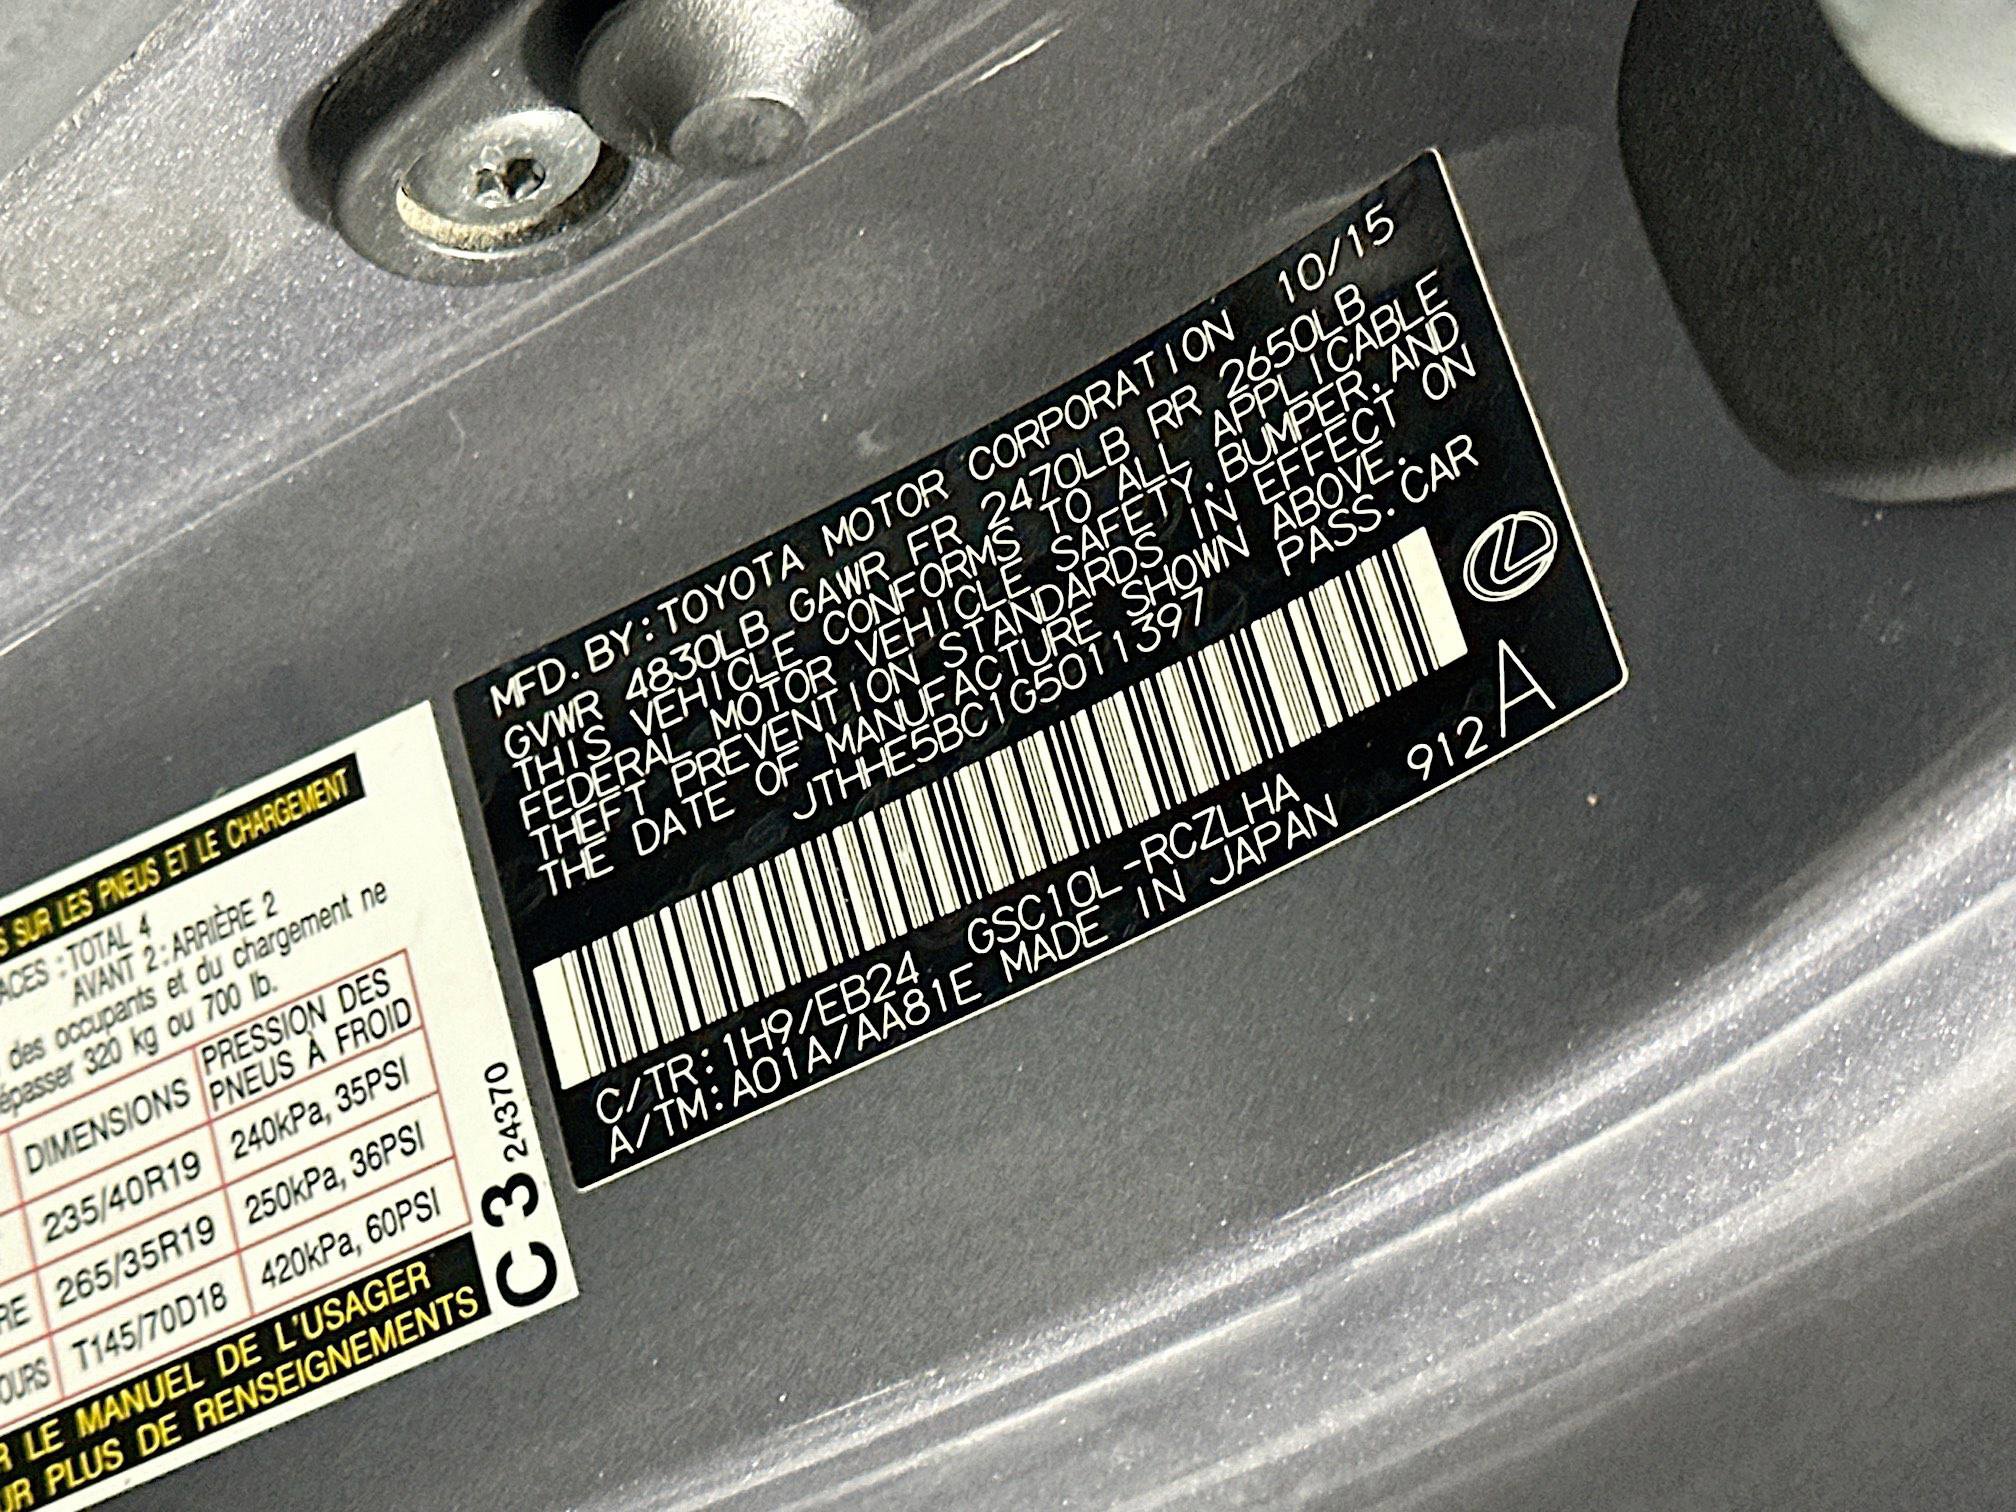 MFD. BY: TOYOTA MOTOR CORPORATION 10/15
GVWR 4830LB GAWR FR 2470LB RR 2650LB
THIS VEHICLE CONFORMS TO ALL APPLICABLE
FEDERAL MOTOR VEHICLE SAFETY, BUMPER, AND
THEFT PREVENTION STANDARDS IN EFFECT ON
THE DATE OF MANUFACTURE SHOWN ABOVE.
JTHHE5BC1G5011397 PASS. CAR
C/TR: 1H9/EB24 GSC10L-RCZLHA
A/TM: A01A/AA81E MADE IN JAPAN
912A
SUR LES PNEUS ET LE CHARGEMENT
TOTAL 4
AVANT 2: ARRIÈRE 2
des occupants et du chargement ne
320 kg ou 700 lb.
DIMENSIONS PRESSION DES PNEUS À FROID
235/40R19 240kPa, 35PSI
265/35R19 250kPa, 36PSI
T145/70D18 420kPa, 60PSI
LE MANUEL DE L'USAGER
PLUS DE RENSEIGNEMENTS
C3 24370